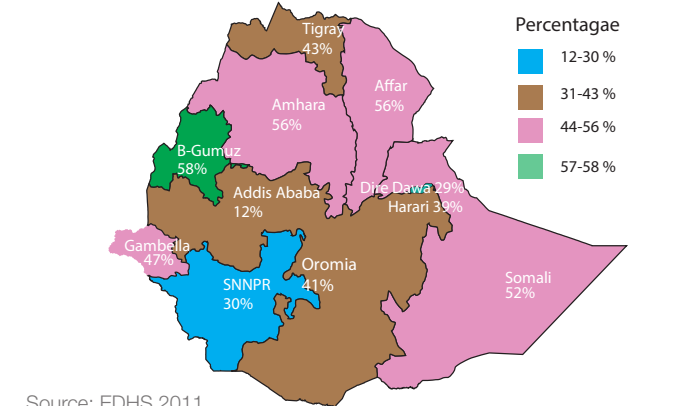 Percentagae
12-30 %
31-43 %
44-56 %
57-58 %
Tigray
43%
Affar
56%
Amhara
56%
B-Gumuz
58%
Addis Ababa
12%
Dire Dawa 29%
Harari 39%
Gambella
47%
Oromia
41%
SNNPR
30%
Somali
52%
Source: EDHS 2011